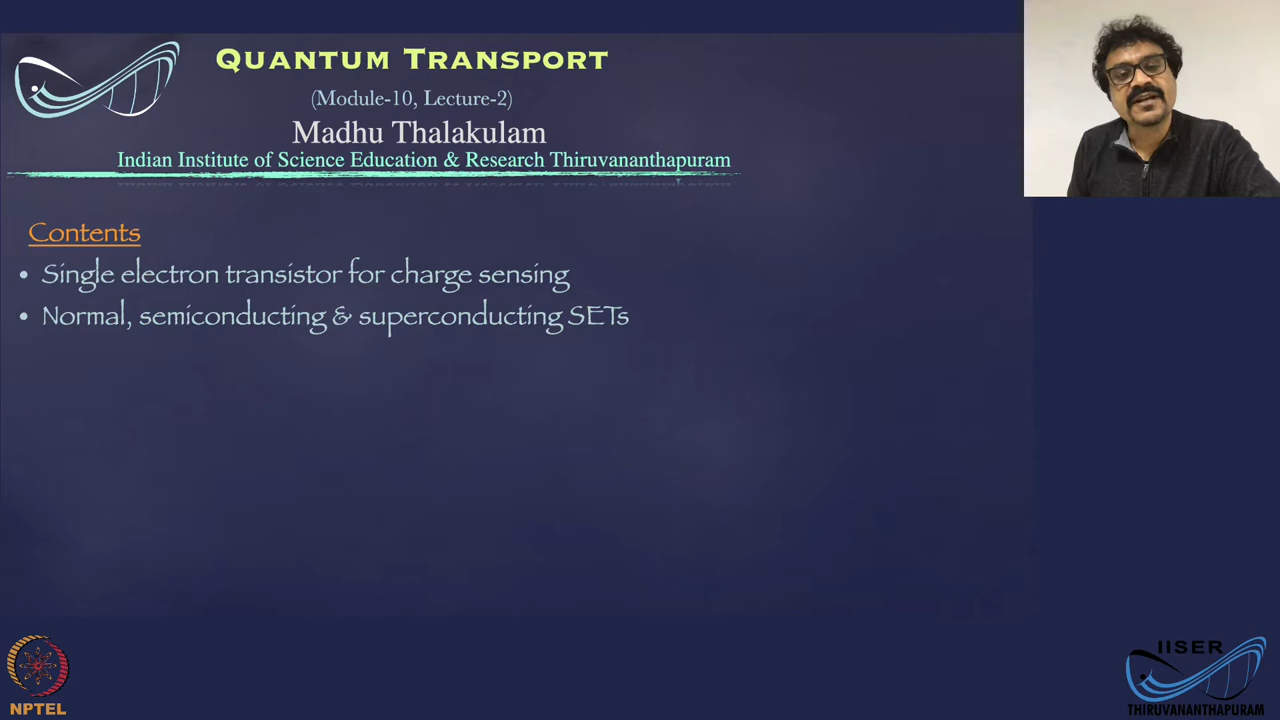 QUANTUM TRANSPORT
(Module-10, Lecture-2)
Madhu Thalakulam
Indian Institute of Science Education & Research Thiruvananthapuram
Contents
• Single electron transistor for charge sensing
• Normal, semiconducting & superconducting SETs
NPTEL
IISER
THIRUVANANTHAPURAM